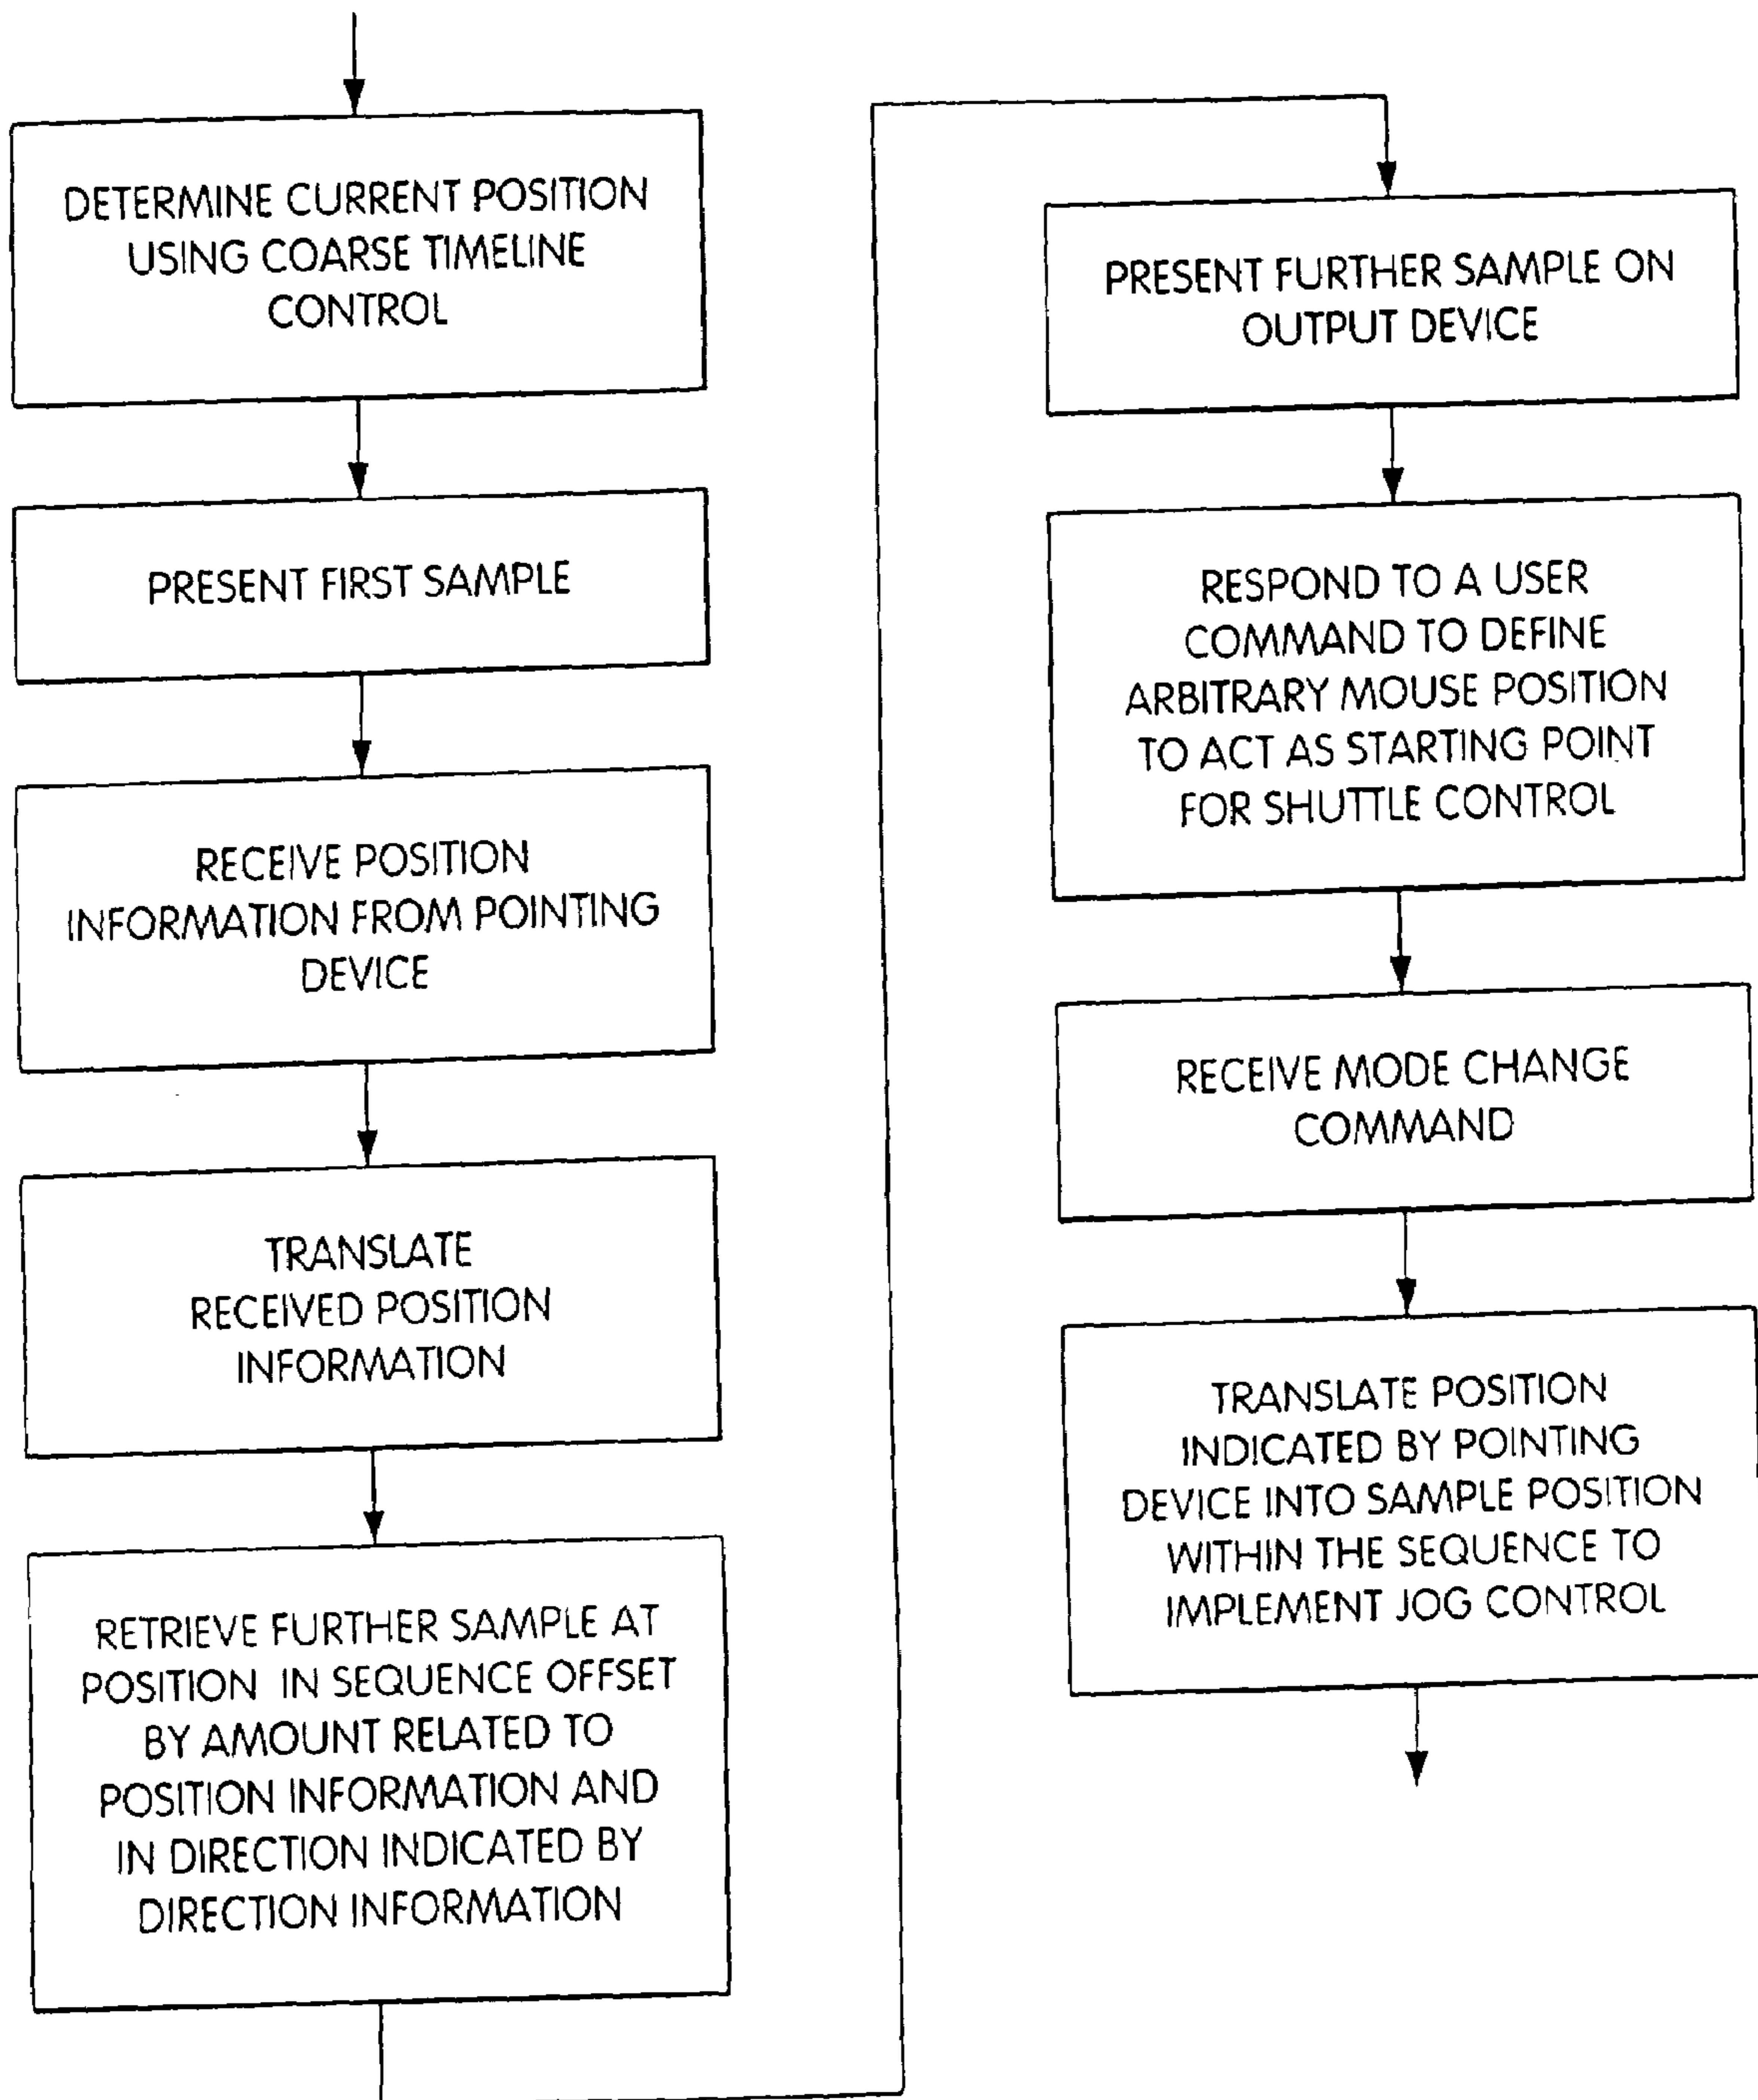 DETERMINE CURRENT POSITION
USING COARSE TIMELINE
CONTROL
PRESENT FIRST SAMPLE
RECEIVE POSITION
INFORMATION FROM POINTING
DEVICE
TRANSLATE
RECEIVED POSITION
INFORMATION
RETRIEVE FURTHER SAMPLE AT
POSITION IN SEQUENCE OFFSET
BY AMOUNT RELATED TO
POSITION INFORMATION AND
IN DIRECTION INDICATED BY
DIRECTION INFORMATION
PRESENT FURTHER SAMPLE ON
OUTPUT DEVICE
RESPOND TO A USER
COMMAND TO DEFINE
ARBITRARY MOUSE POSITION
TO ACT AS STARTING POINT
FOR SHUTTLE CONTROL
RECEIVE MODE CHANGE
COMMAND
TRANSLATE POSITION
INDICATED BY POINTING
DEVICE INTO SAMPLE POSITION
WITHIN THE SEQUENCE TO
IMPLEMENT JOG CONTROL